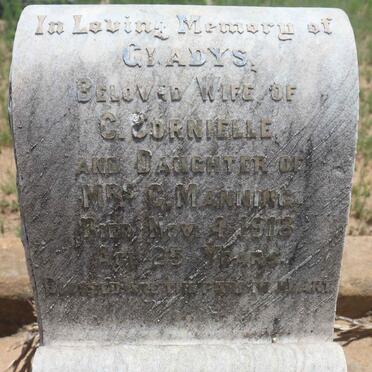 In Loving Memory of
GLADYS,
BELOVED WIFE OF
C. CORNIELLE
AND DAUGHTER OF
MRS C. MANNING.
DIED NOV. 4, 1918
AGE 25 YEARS.
BLESSED ARE THE PURE IN HEART